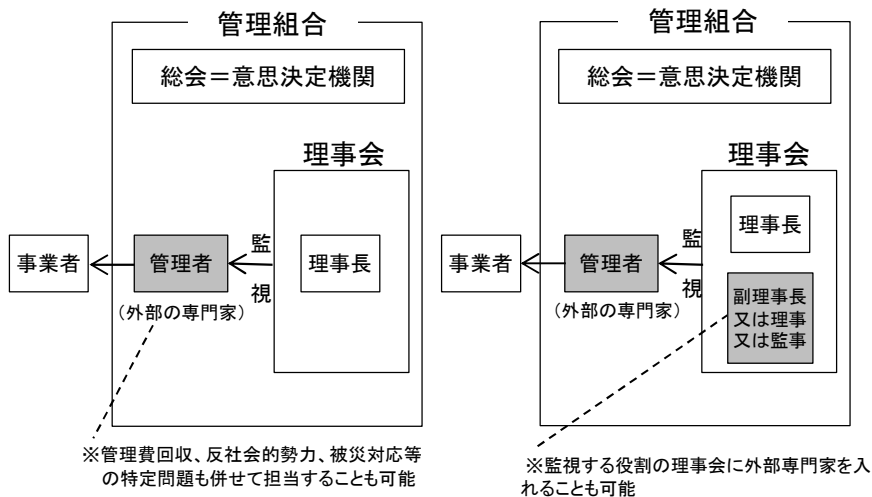 管理組合
総会＝意思決定機関
理事会
理事長
監
視
管理者
（外部の専門家）
事業者
※管理費回収、反社会的勢力、被災対応等
の特定問題も併せて担当することも可能
管理組合
総会＝意思決定機関
理事会
理事長
副理事長
又は理事
又は監事
監
視
管理者
（外部の専門家）
事業者
※監視する役割の理事会に外部専門家を入
れることも可能